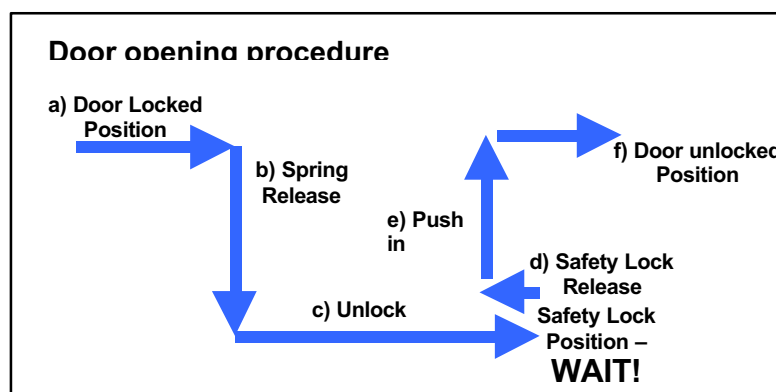 Door opening procedure
a) Door Locked
Position
b) Spring
Release
c) Unlock
Safety Lock
Position –
WAIT!
d) Safety Lock
Release
e) Push
in
f) Door unlocked
Position